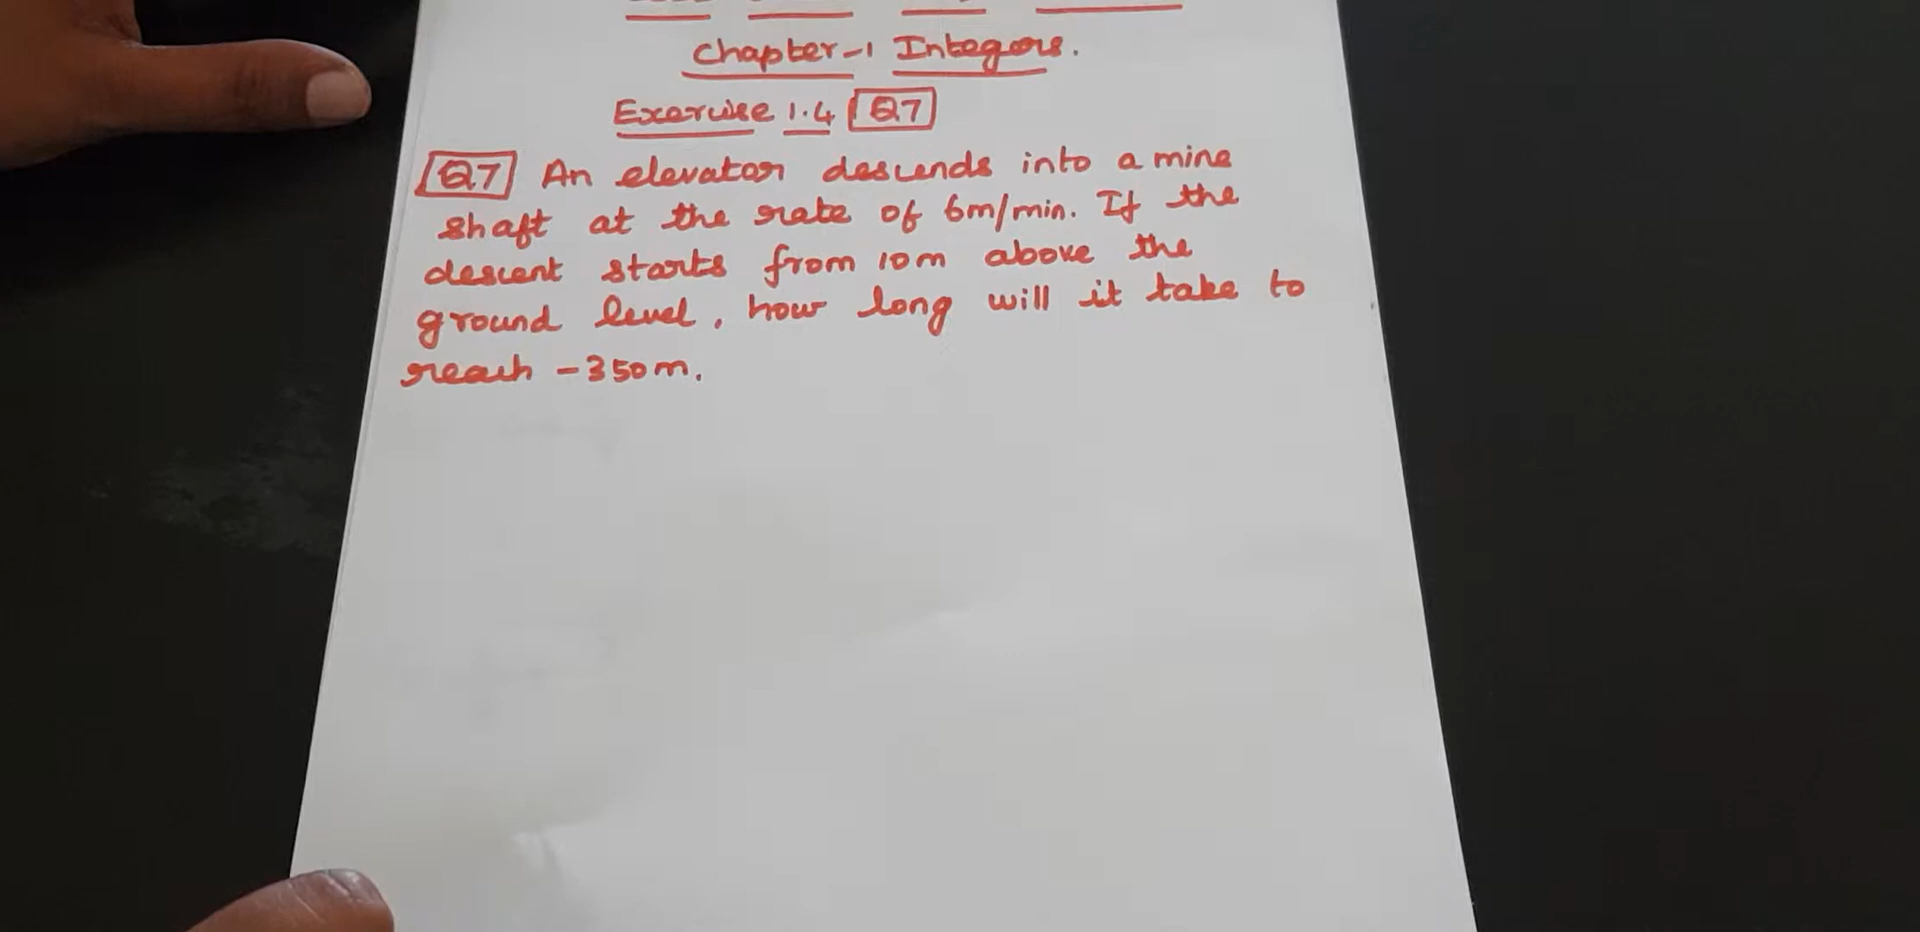 Chapter-1 Integers.
Exercise 1.4 Q7
Q7 An elevator descends into a mine
shaft at the rate of 6m/min. If the
descent starts from 10m above the
ground level, how long will it take to
reach -350m.